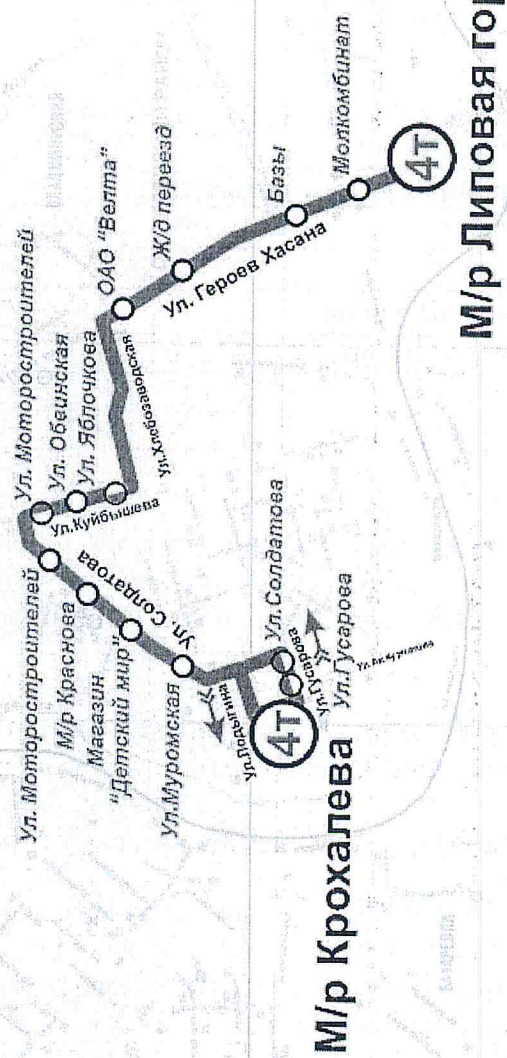 М/р Крохалева
4т
Ул.Гусарова
Ул.Солдатова
Ул.Гусарова
Ул.Лодыгина
Ул.Муромская
Магазин
"Детский мир"
М/р Краснова
Ул. Моторостроителей
Ул. Солдатова
Ул. Моторостроителей
Ул. Обвинская
Ул. Яблочкова
Ул.Куйбышева
Ул.Хлебозаводская
ОАО "Велта"
Ж/д переезд
Ул. Героев Хасана
Базы
Молкомбинат
4т
М/р Липовая гор